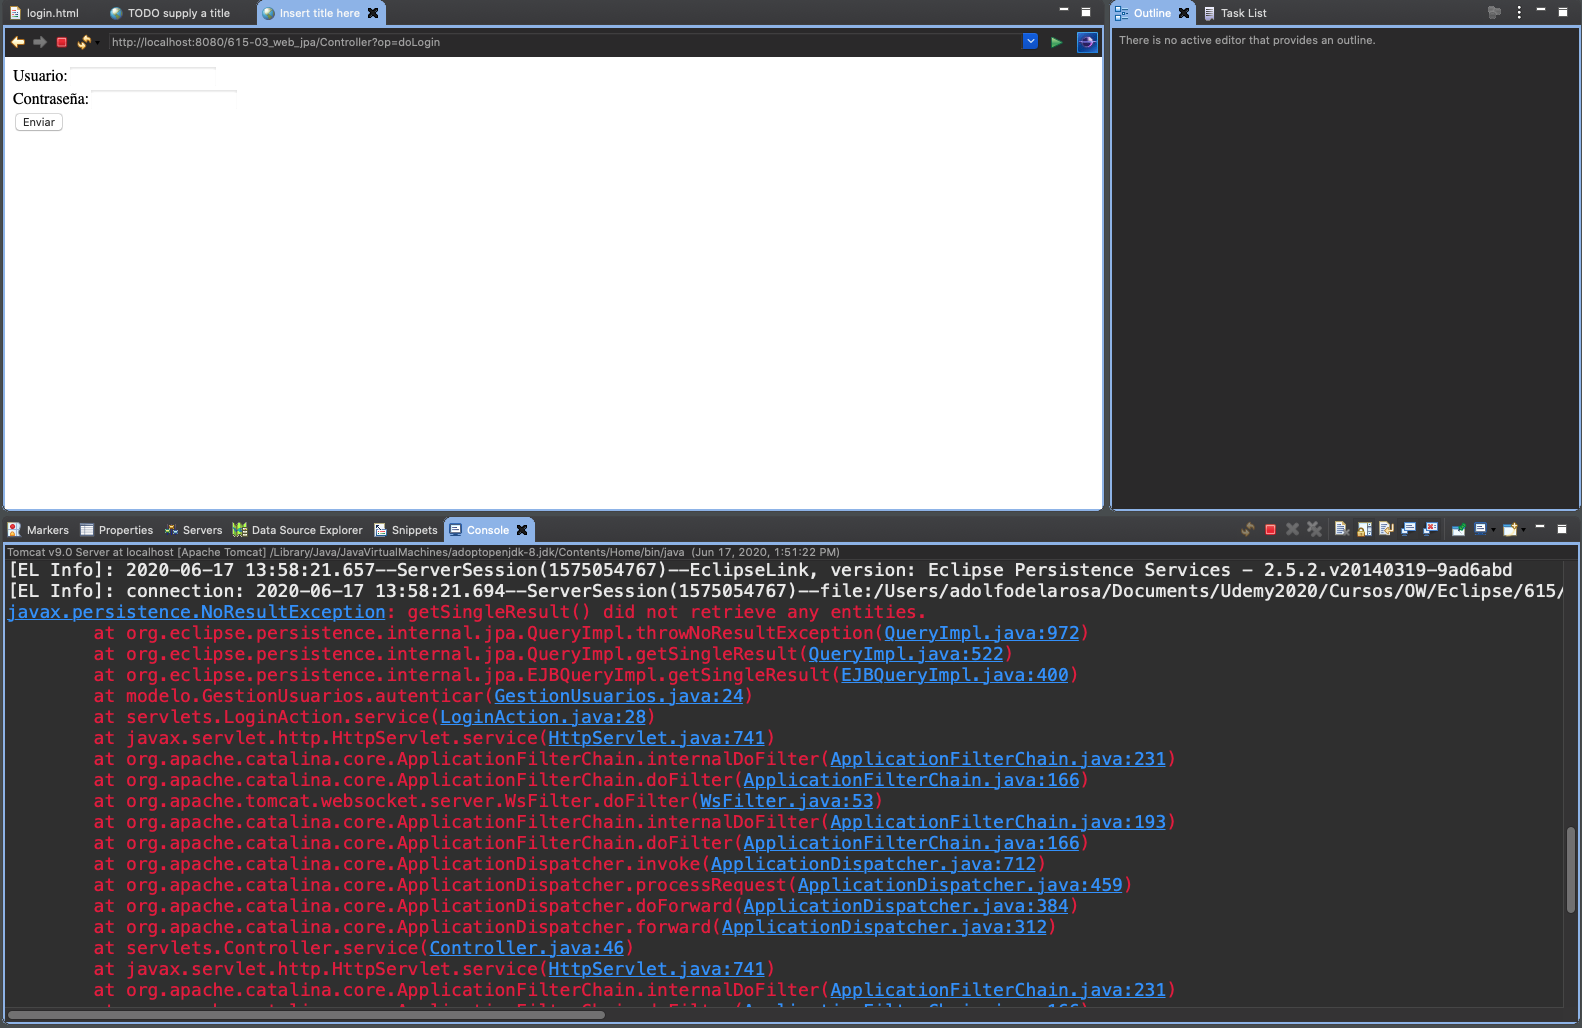 login.html
TODO supply a title
Insert title here
Outline
Task List
http://localhost:8080/615-03_web_jpa/Controller?op=doLogin
There is no active editor that provides an outline.
Usuario:
Contraseña:
Enviar
Markers
Properties
Servers
Data Source Explorer
Snippets
Console
Tomcat v9.0 Server at localhost [Apache Tomcat] /Library/Java/JavaVirtualMachines/adoptopenjdk-8.jdk/Contents/Home/bin/java (Jun 17, 2020, 1:51:22 PM)
[EL Info]: 2020-06-17 13:58:21.657--ServerSession(1575054767)--EclipseLink, version: Eclipse Persistence Services - 2.5.2.v20140319-9ad6abd
[EL Info]: connection: 2020-06-17 13:58:21.694--ServerSession(1575054767)--file:/Users/adolfodelarosa/Documents/Udemy2020/Cursos/OW/Eclipse/615/
javax.persistence.NoResultException: getSingleResult() did not retrieve any entities.
at org.eclipse.persistence.internal.jpa.QueryImpl.throwNoResultException(QueryImpl.java:972)
at org.eclipse.persistence.internal.jpa.QueryImpl.getSingleResult(QueryImpl.java:522)
at org.eclipse.persistence.internal.jpa.EJBQueryImpl.getSingleResult(EJBQueryImpl.java:400)
at modelo.GestionUsuarios.autenticar(GestionUsuarios.java:24)
at servlets.LoginAction.service(LoginAction.java:28)
at javax.servlet.http.HttpServlet.service(HttpServlet.java:741)
at org.apache.catalina.core.ApplicationFilterChain.internalDoFilter(ApplicationFilterChain.java:231)
at org.apache.catalina.core.ApplicationFilterChain.doFilter(ApplicationFilterChain.java:166)
at org.apache.tomcat.websocket.server.WsFilter.doFilter(WsFilter.java:53)
at org.apache.catalina.core.ApplicationFilterChain.internalDoFilter(ApplicationFilterChain.java:193)
at org.apache.catalina.core.ApplicationFilterChain.doFilter(ApplicationFilterChain.java:166)
at org.apache.catalina.core.ApplicationDispatcher.invoke(ApplicationDispatcher.java:712)
at org.apache.catalina.core.ApplicationDispatcher.processRequest(ApplicationDispatcher.java:459)
at org.apache.catalina.core.ApplicationDispatcher.doForward(ApplicationDispatcher.java:384)
at org.apache.catalina.core.ApplicationDispatcher.forward(ApplicationDispatcher.java:312)
at servlets.Controller.service(Controller.java:46)
at javax.servlet.http.HttpServlet.service(HttpServlet.java:741)
at org.apache.catalina.core.ApplicationFilterChain.internalDoFilter(ApplicationFilterChain.java:231)